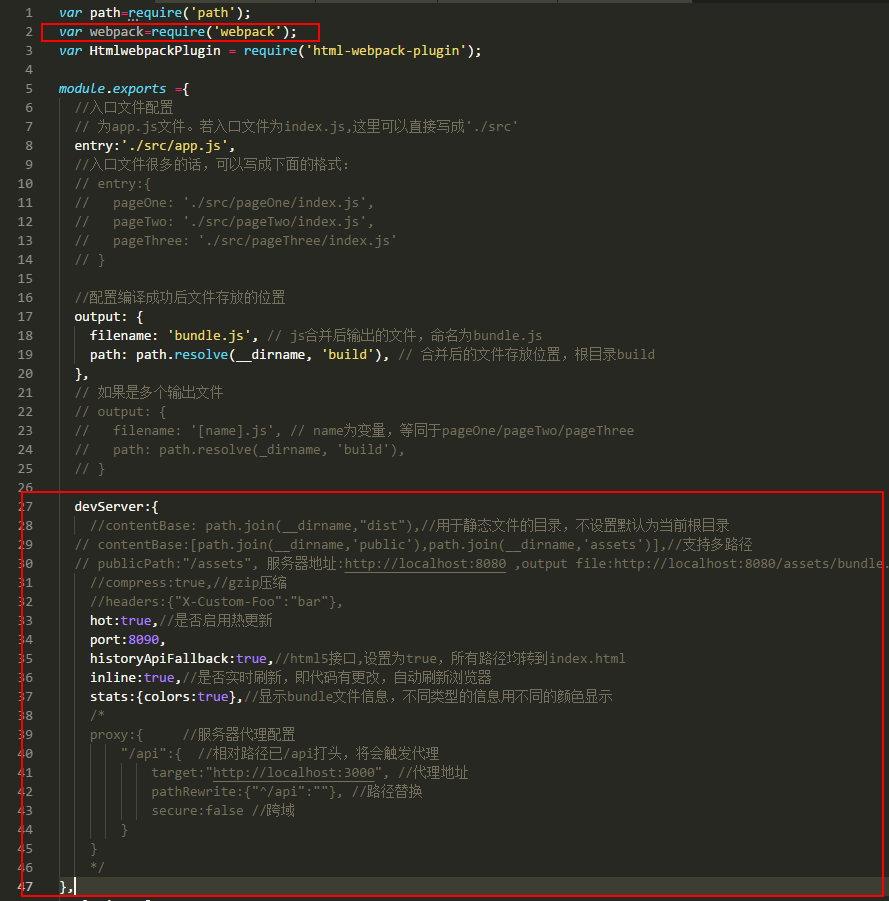 1 var path=require('path');
2 var webpack=require('webpack');
3 var HtmlwebpackPlugin = require('html-webpack-plugin');
4
5 module.exports ={
6 //入口文件配置
7 // 为app.js文件。若入口文件为index.js,这里可以直接写成'./src'
8 entry:'./src/app.js',
9 //入口文件很多的话，可以写成下面的格式：
10 // entry:{
11 // pageOne: './src/pageOne/index.js',
12 // pageTwo: './src/pageTwo/index.js',
13 // pageThree: './src/pageThree/index.js'
14 // }
15
16 //配置编译成功后文件存放的位置
17 output: {
18 filename: 'bundle.js', // js合并后输出的文件，命名为bundle.js
19 path: path.resolve(__dirname, 'build'), // 合并后的文件存放位置，根目录build
20 },
21 // 如果是多个输出文件
22 // output: {
23 // filename: '[name].js', // name为变量，等同于pageOne/pageTwo/pageThree
24 // path: path.resolve(_dirname, 'build'),
25 // }
26
27 devServer:{
28 //contentBase: path.join(__dirname,"dist"),//用于静态文件的目录，不设置默认为当前根目录
29 // contentBase:[path.join(__dirname,'public'),path.join(__dirname,'assets')],//支持多路径
30 // publicPath:"/assets", 服务器地址:http://localhost:8080 ,output file:http://localhost:8080/assets/bundle.
31 //compress:true,//gzip压缩
32 //headers:{"X-Custom-Foo":"bar"},
33 hot:true,//是否启用热更新
34 port:8090,
35 historyApiFallback:true,//html5接口,设置为true，所有路径均转到index.html
36 inline:true,//是否实时刷新，即代码有更改，自动刷新浏览器
37 stats:{colors:true},//显示bundle文件信息，不同类型的信息用不同的颜色显示
38 /*
39 proxy:{ //服务器代理配置
40 "/api":{ //相对路径已/api打头，将会触发代理
41 target:"http://localhost:3000", //代理地址
42 pathRewrite:{"^/api":""}, //路径替换
43 secure:false //跨域
44 }
45 }
46 */
47 },